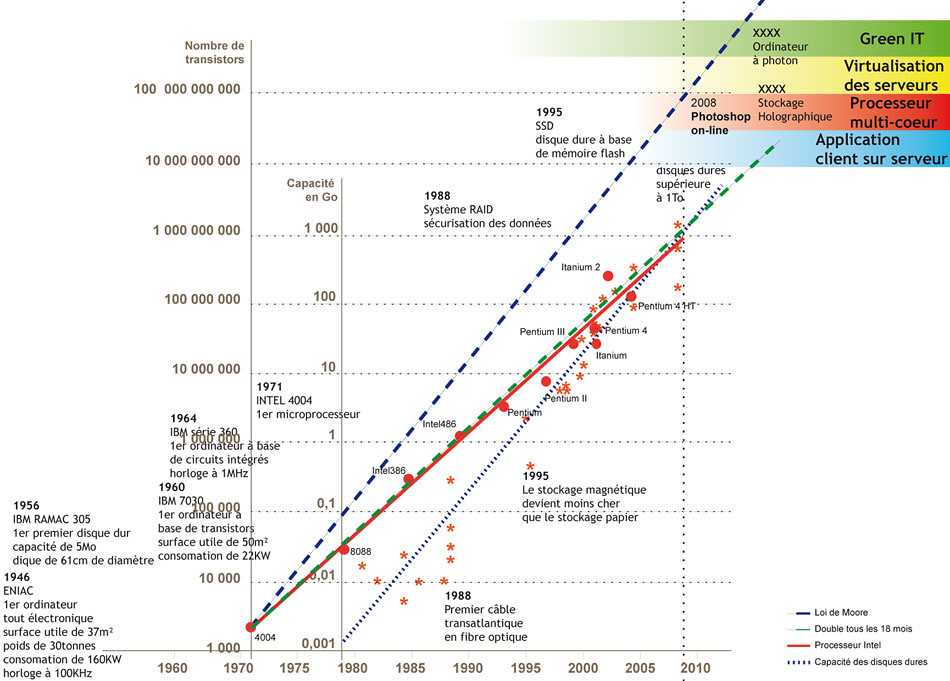 Green IT
XXXX
Ordinateur
à photon
Virtualisation
des serveurs
XXXX
Stockage
Holographique
2008
Photoshop
on-line
Processeur
multi-coeur
Application
client sur serveur
disques dures
supérieure
à 1To
Nombre de
transistors
100 000 000 000
10 000 000 000
1 000 000 000
100 000 000
10 000 000
1 000 000
100 000
10 000
1 000
Capacité
en Go
1 000
100
10
1
0,1
0,01
0,001
1995
SSD
disque dure à base
de mémoire flash
1988
Système RAID
sécurisation des données
1971
INTEL 4004
1er microprocesseur
1964
IBM série 360
1er ordinateur à base
de circuits intégrés
horloge à 1MHz
1960
IBM 7030
1er ordinateur à
base de transistors
surface utile de 50m²
consomation de 22KW
1956
IBM RAMAC 305
1er premier disque dur
capacité de 5Mo
dique de 61cm de diamètre
1946
ENIAC
1er ordinateur
tout électronique
surface utile de 37m²
poids de 30tonnes
consomation de 160KW
horloge à 100KHz
1995
Le stockage magnétique
devient moins cher
que le stockage papier
1988
Premier câble
transatlantique
en fibre optique
Itanium 2
Pentium 4 HT
Pentium III
Pentium 4
Itanium
Pentium II
Pentium
Intel486
Intel386
8088
4004
1960 1970 1975 1980 1985 1990 1995 2000 2005 2010
Loi de Moore
Double tous les 18 mois
Processeur Intel
Capacité des disques dures